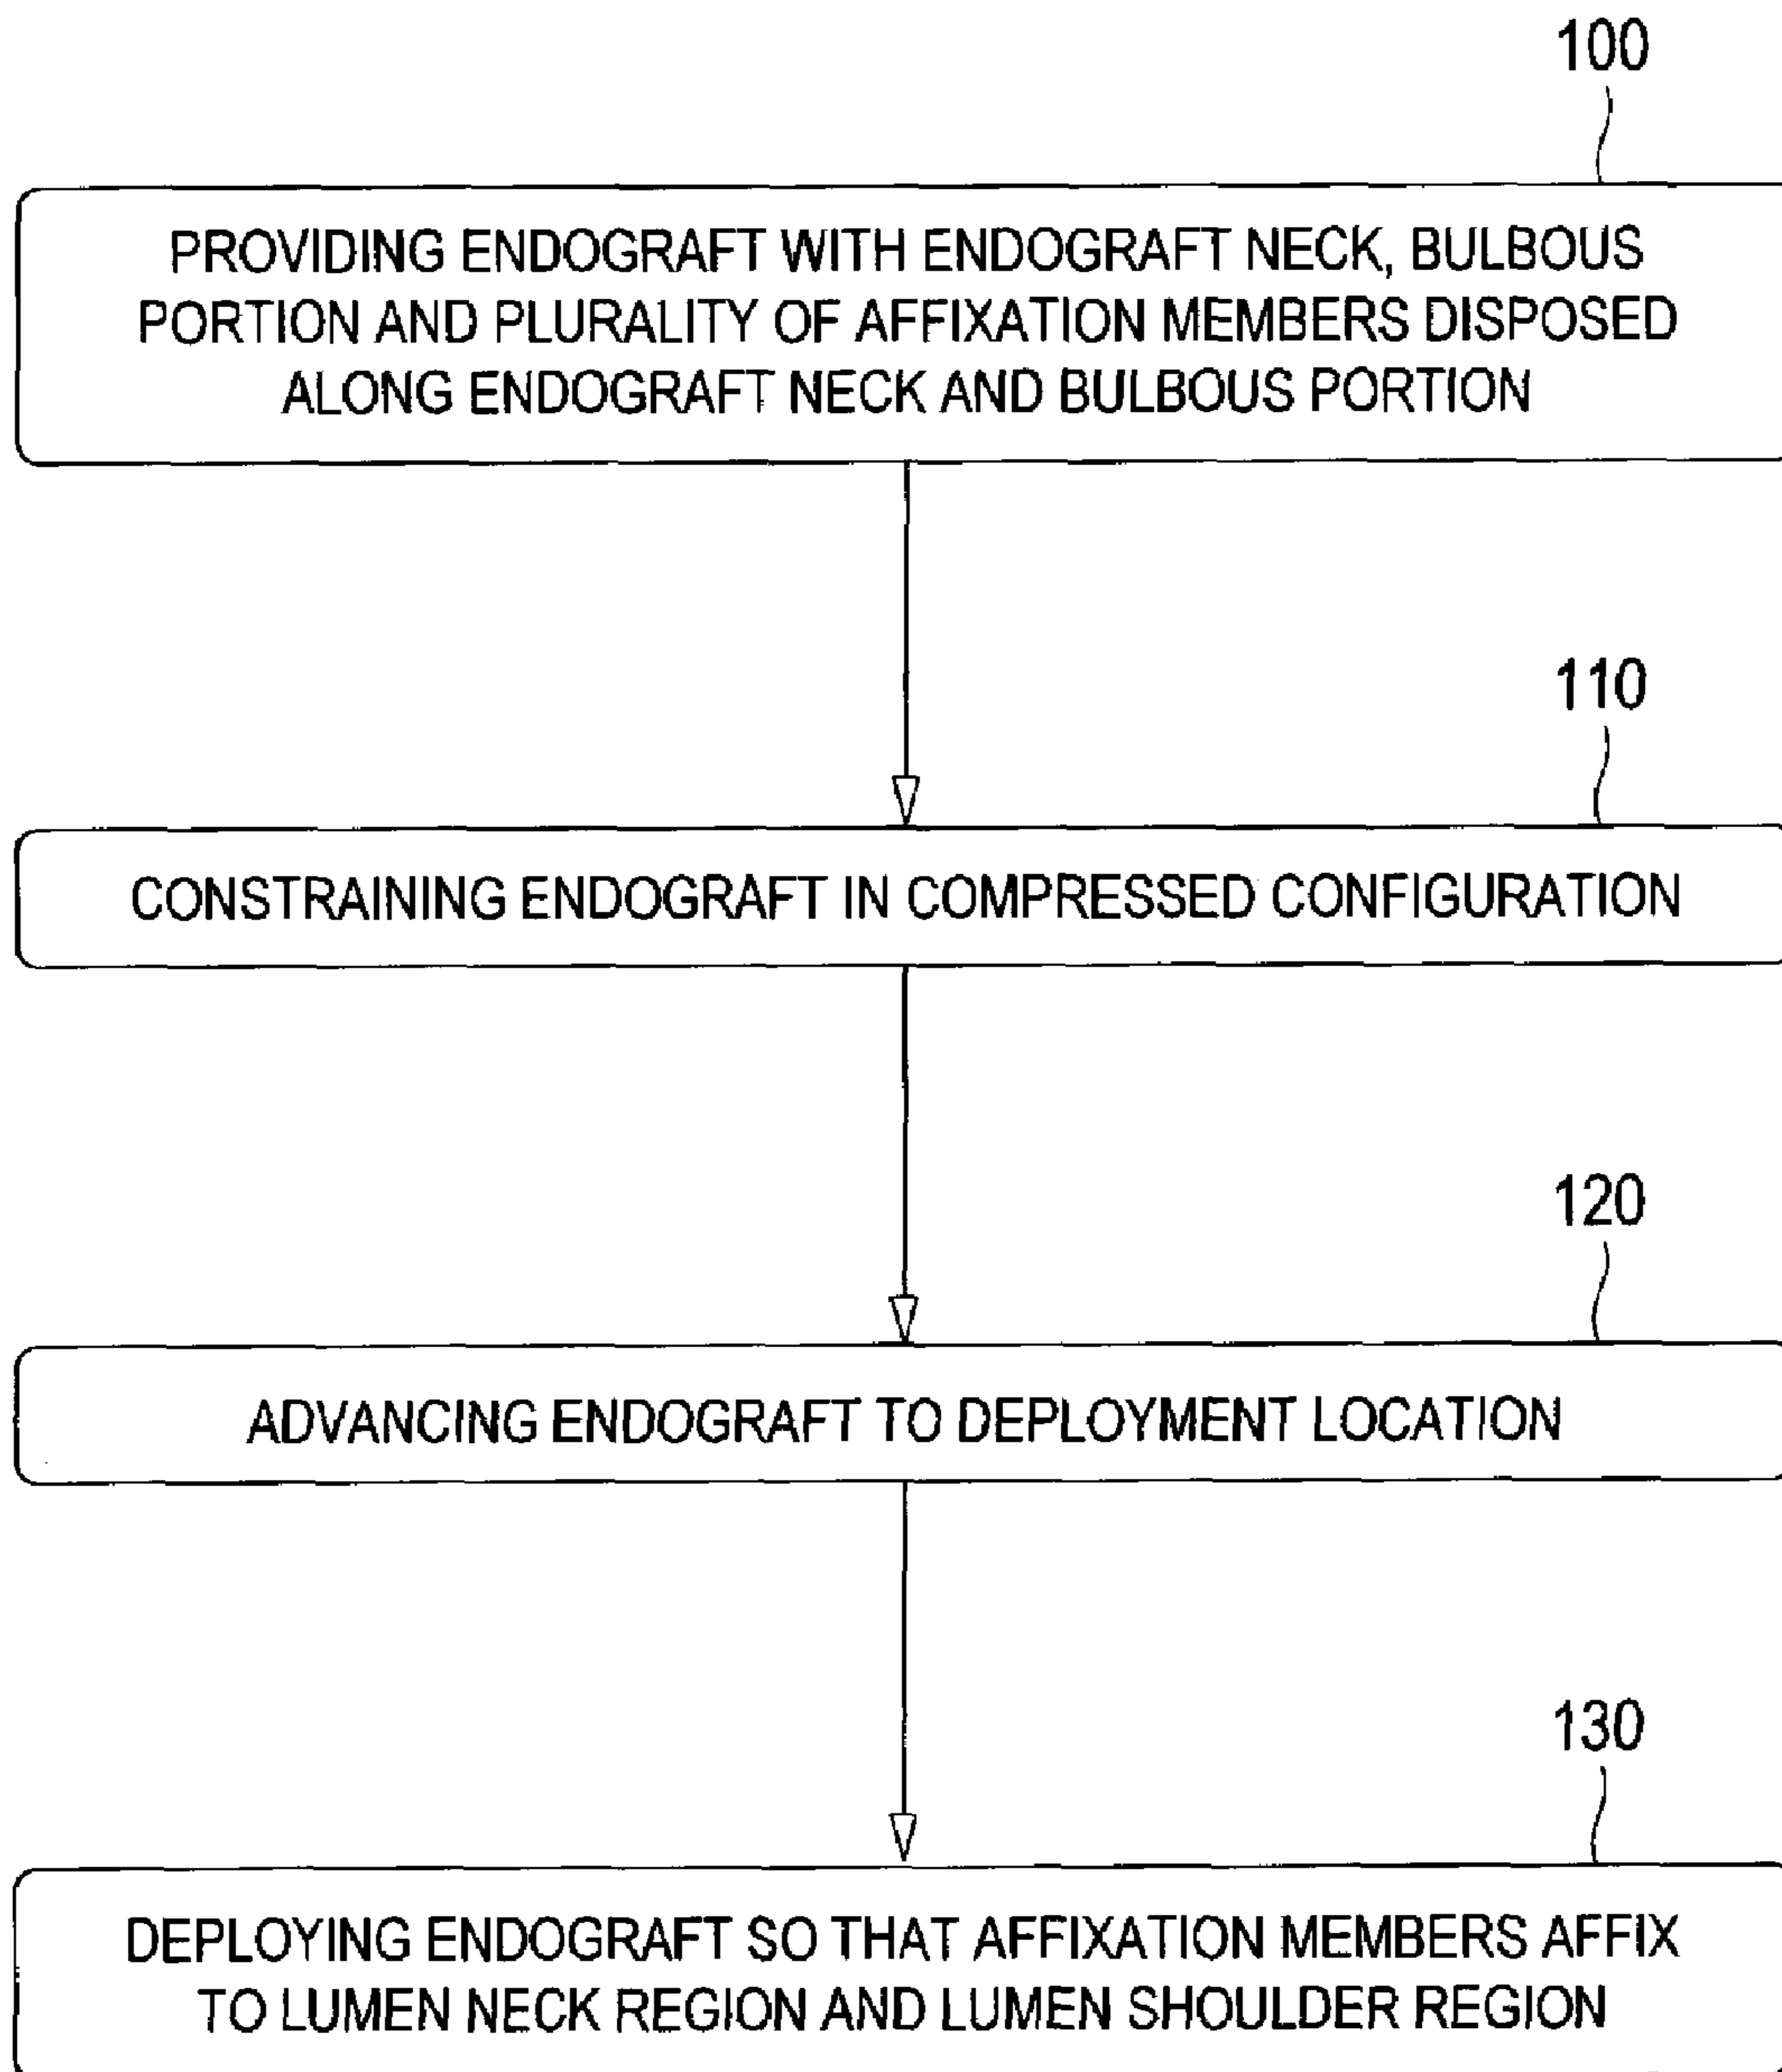 100
PROVIDING ENDOGRAFT WITH ENDOGRAFT NECK, BULBOUS
PORTION AND PLURALITY OF AFFIXATION MEMBERS DISPOSED
ALONG ENDOGRAFT NECK AND BULBOUS PORTION
110
CONSTRAINING ENDOGRAFT IN COMPRESSED CONFIGURATION
120
ADVANCING ENDOGRAFT TO DEPLOYMENT LOCATION
130
DEPLOYING ENDOGRAFT SO THAT AFFIXATION MEMBERS AFFIX
TO LUMEN NECK REGION AND LUMEN SHOULDER REGION